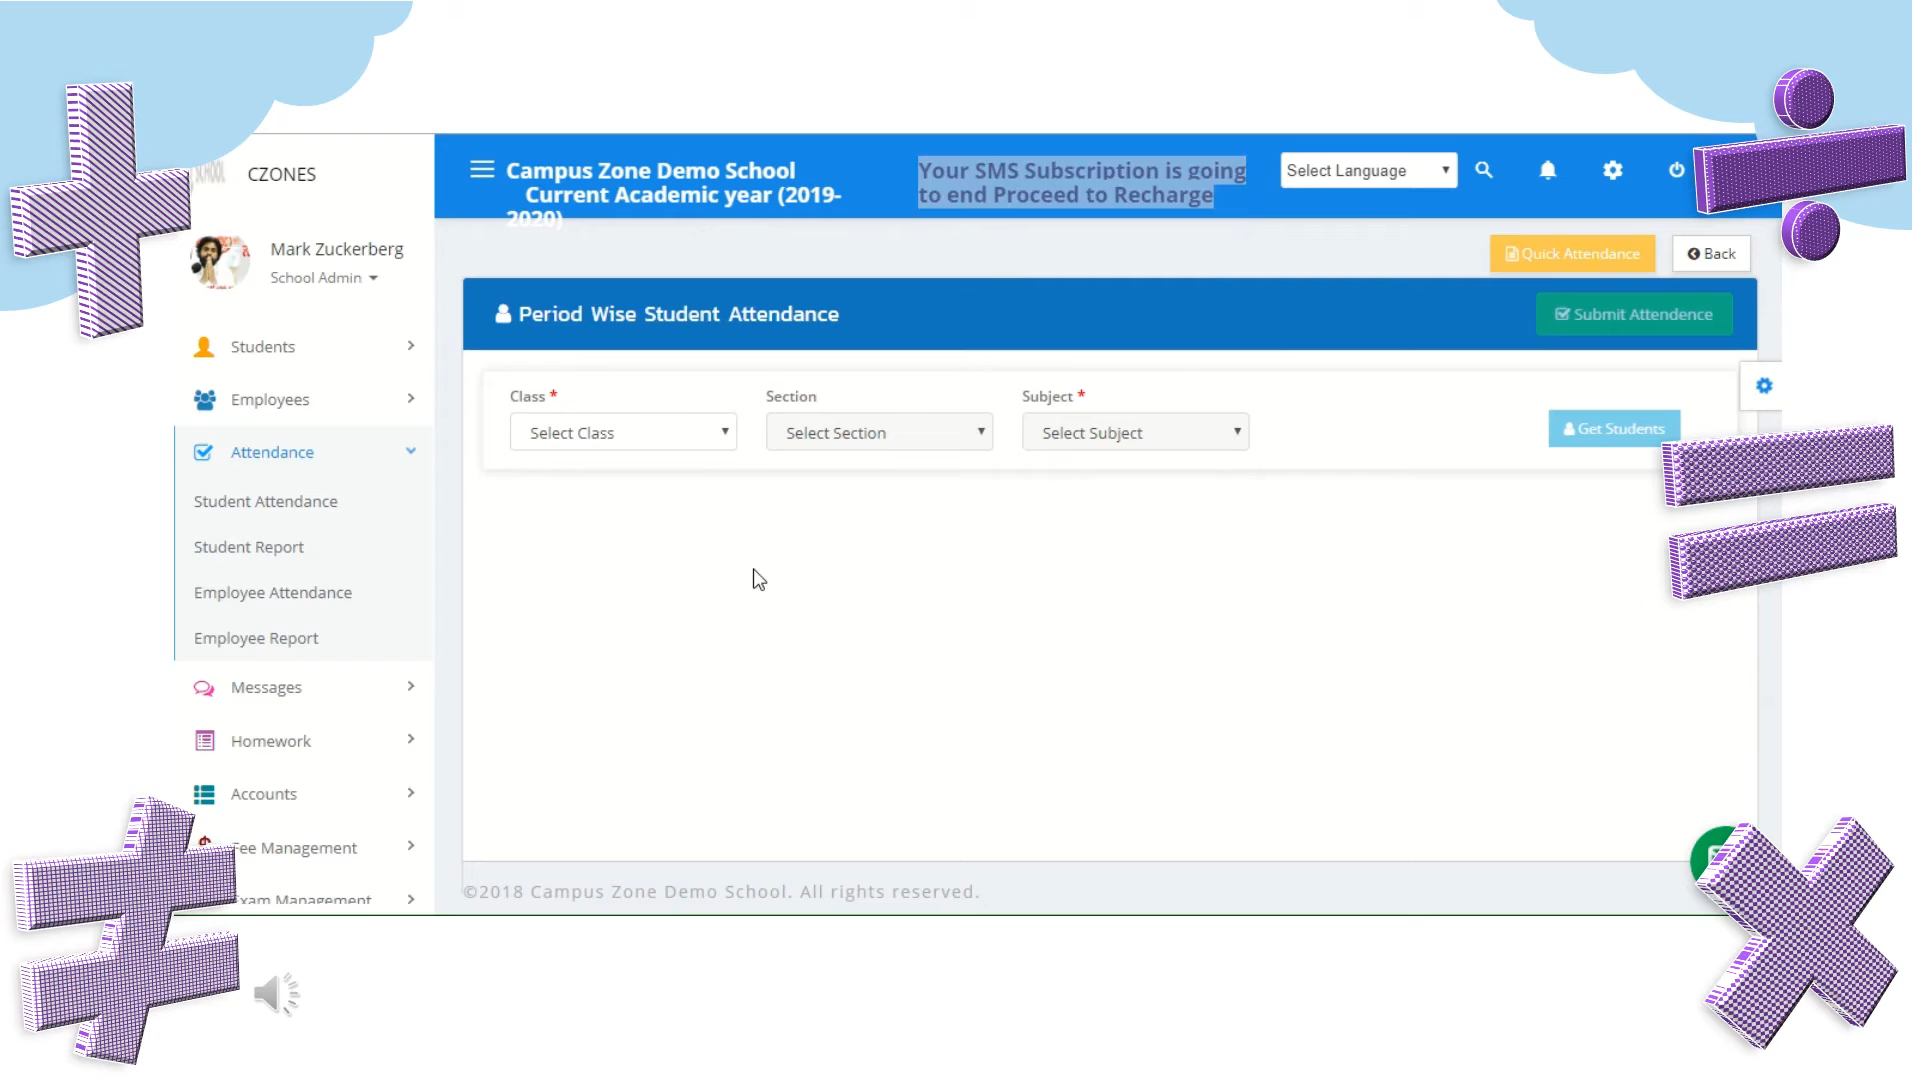 SCHOOL
CZONES
Campus Zone Demo School
Current Academic year (2019-
2020)
Your SMS Subscription is going
to end Proceed to Recharge
Select Language
Mark Zuckerberg
School Admin
Quick Attendance
Back
Period Wise Student Attendance
Submit Attendence
Students
Employees
Attendance
Student Attendance
Student Report
Employee Attendance
Employee Report
Messages
Homework
Accounts
Fee Management
Exam Management
Class *
Section
Subject *
Select Class
Select Section
Select Subject
Get Students
©2018 Campus Zone Demo School. All rights reserved.